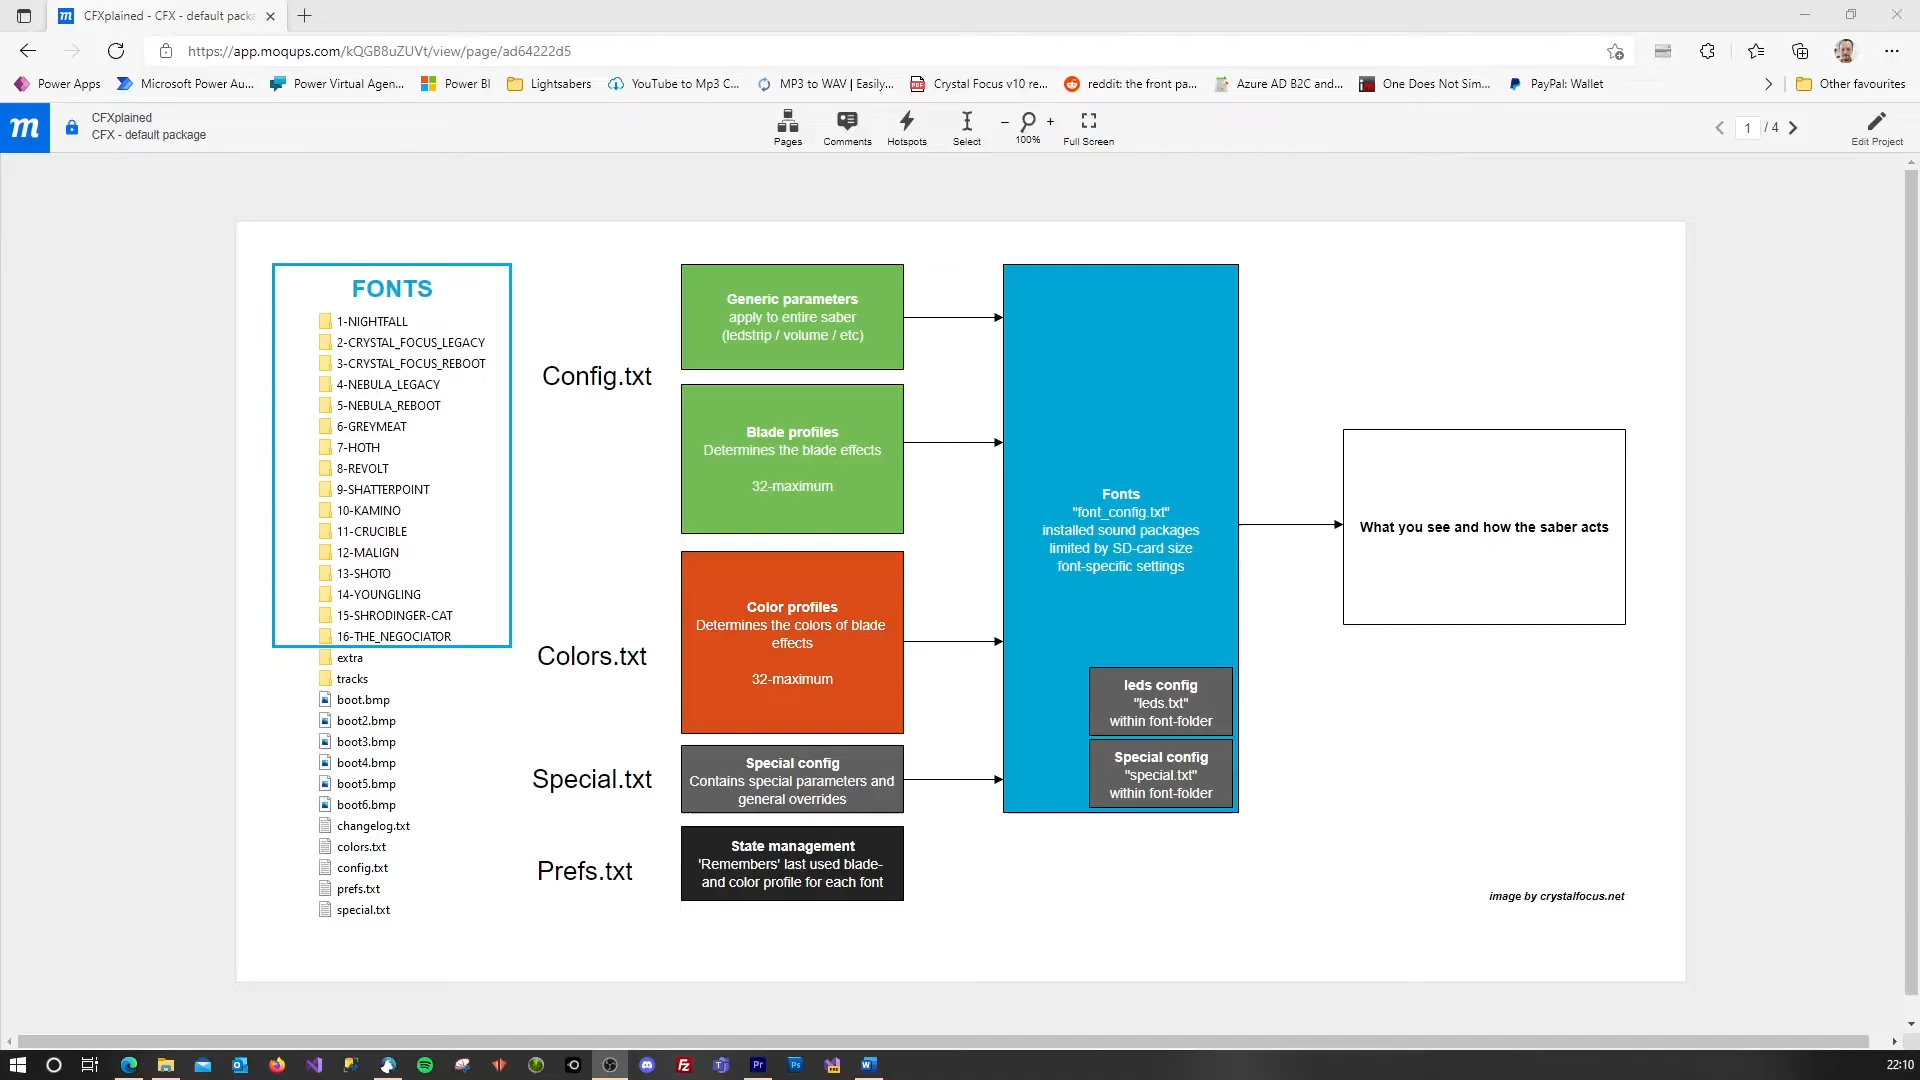 CFXplained - CFX - default packa
https://app.moqups.com/kQGB8uZUVt/view/page/ad64222d5
Power Apps
Microsoft Power Au...
Power Virtual Agen...
Power BI
Lightsabers
YouTube to Mp3 C...
MP3 to WAV | Easily...
Crystal Focus v10 re...
reddit: the front pa...
Azure AD B2C and...
One Does Not Sim...
PayPal: Wallet
Other favourites
m
CFXplained
CFX - default package
Pages
Comments
Hotspots
Select
100%
Full Screen
1 / 4
Edit Project
FONTS
1-NIGHTFALL
2-CRYSTAL_FOCUS_LEGACY
3-CRYSTAL_FOCUS_REBOOT
4-NEBULA_LEGACY
5-NEBULA_REBOOT
6-GREYMEAT
7-HOTH
8-REVOLT
9-SHATTERPOINT
10-KAMINO
11-CRUCIBLE
12-MALIGN
13-SHOTO
14-YOUNGLING
15-SHRODINGER-CAT
16-THE_NEGOCIATOR
extra
tracks
boot.bmp
boot2.bmp
boot3.bmp
boot4.bmp
boot5.bmp
boot6.bmp
changelog.txt
colors.txt
config.txt
prefs.txt
special.txt
Config.txt
Colors.txt
Special.txt
Prefs.txt
Generic parameters
apply to entire saber
(ledstrip / volume / etc)
Blade profiles
Determines the blade effects
32-maximum
Color profiles
Determines the colors of blade
effects
32-maximum
Special config
Contains special parameters and
general overrides
State management
'Remembers' last used blade-
and color profile for each font
Fonts
"font_config.txt"
installed sound packages
limited by SD-card size
font-specific settings
leds config
"leds.txt"
within font-folder
Special config
"special.txt"
within font-folder
What you see and how the saber acts
image by crystalfocus.net
22:10